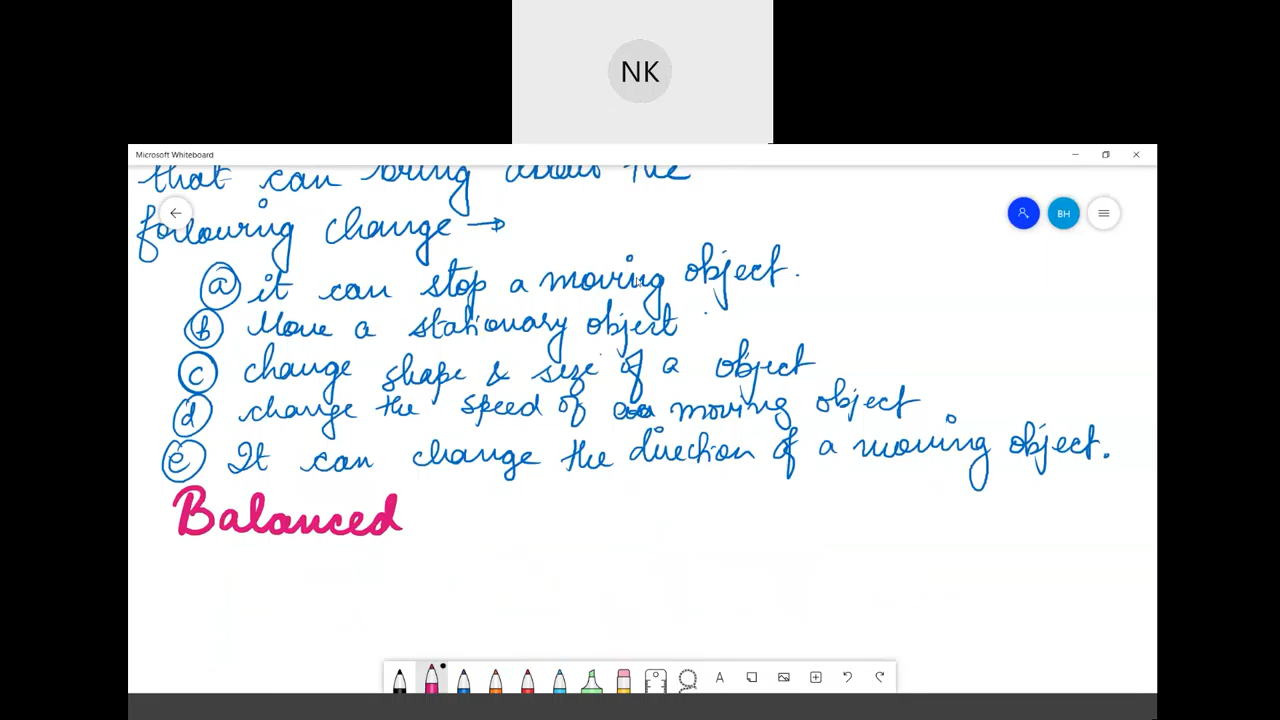 NK
Microsoft Whiteboard
that can bring about the
following change →
BH
(a) it can stop a moving object.
(b) Move a stationary object
(c) change shape & size of a object
(d) change the speed of a moving object
(e) It can change the direction of a moving object.
Balanced
A